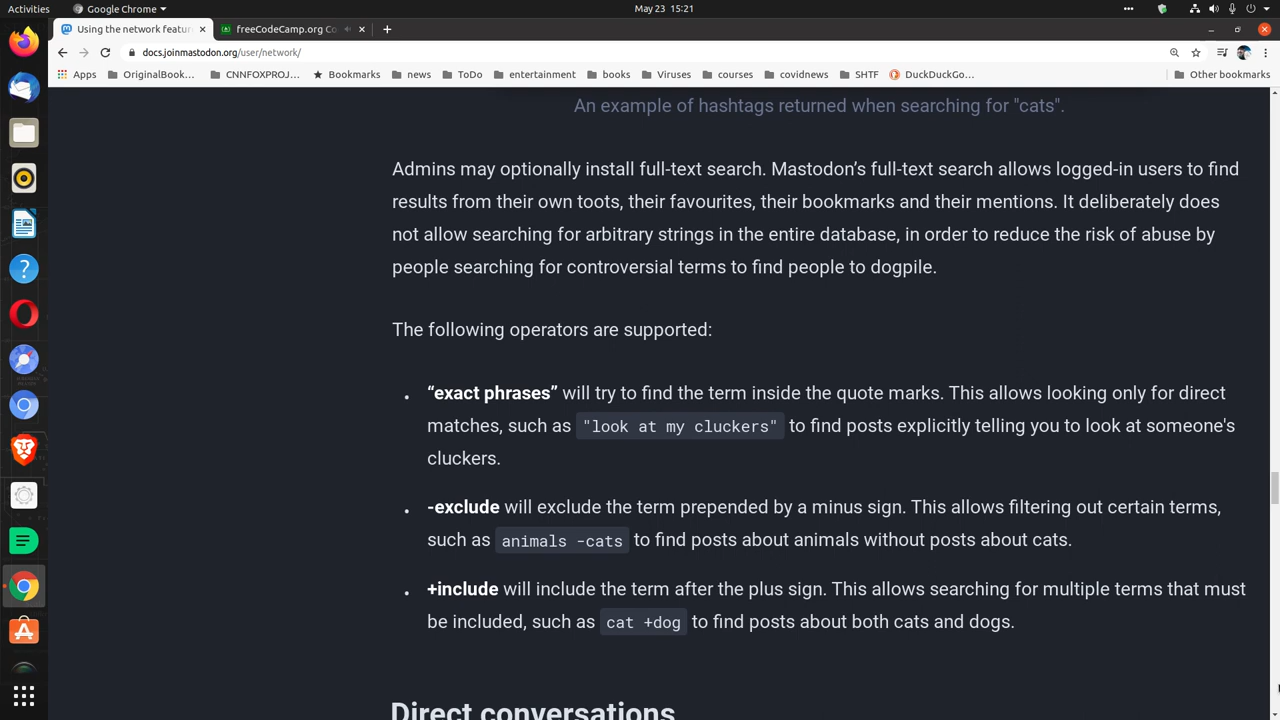 Activities
Google Chrome
May 23 15:21
Using the network featur
freeCodeCamp.org Co
docs.joinmastodon.org/user/network/
Apps
OriginalBook...
CNNFOXPROJ...
Bookmarks
news
ToDo
entertainment
books
Viruses
courses
covidnews
SHTF
DuckDuckGo...
Other bookmarks
An example of hashtags returned when searching for "cats".
Admins may optionally install full-text search. Mastodon’s full-text search allows logged-in users to find
results from their own toots, their favourites, their bookmarks and their mentions. It deliberately does
not allow searching for arbitrary strings in the entire database, in order to reduce the risk of abuse by
people searching for controversial terms to find people to dogpile.
The following operators are supported:
• “exact phrases” will try to find the term inside the quote marks. This allows looking only for direct
matches, such as "look at my cluckers" to find posts explicitly telling you to look at someone's
cluckers.
• -exclude will exclude the term prepended by a minus sign. This allows filtering out certain terms,
such as animals -cats to find posts about animals without posts about cats.
• +include will include the term after the plus sign. This allows searching for multiple terms that must
be included, such as cat +dog to find posts about both cats and dogs.
Direct conversations